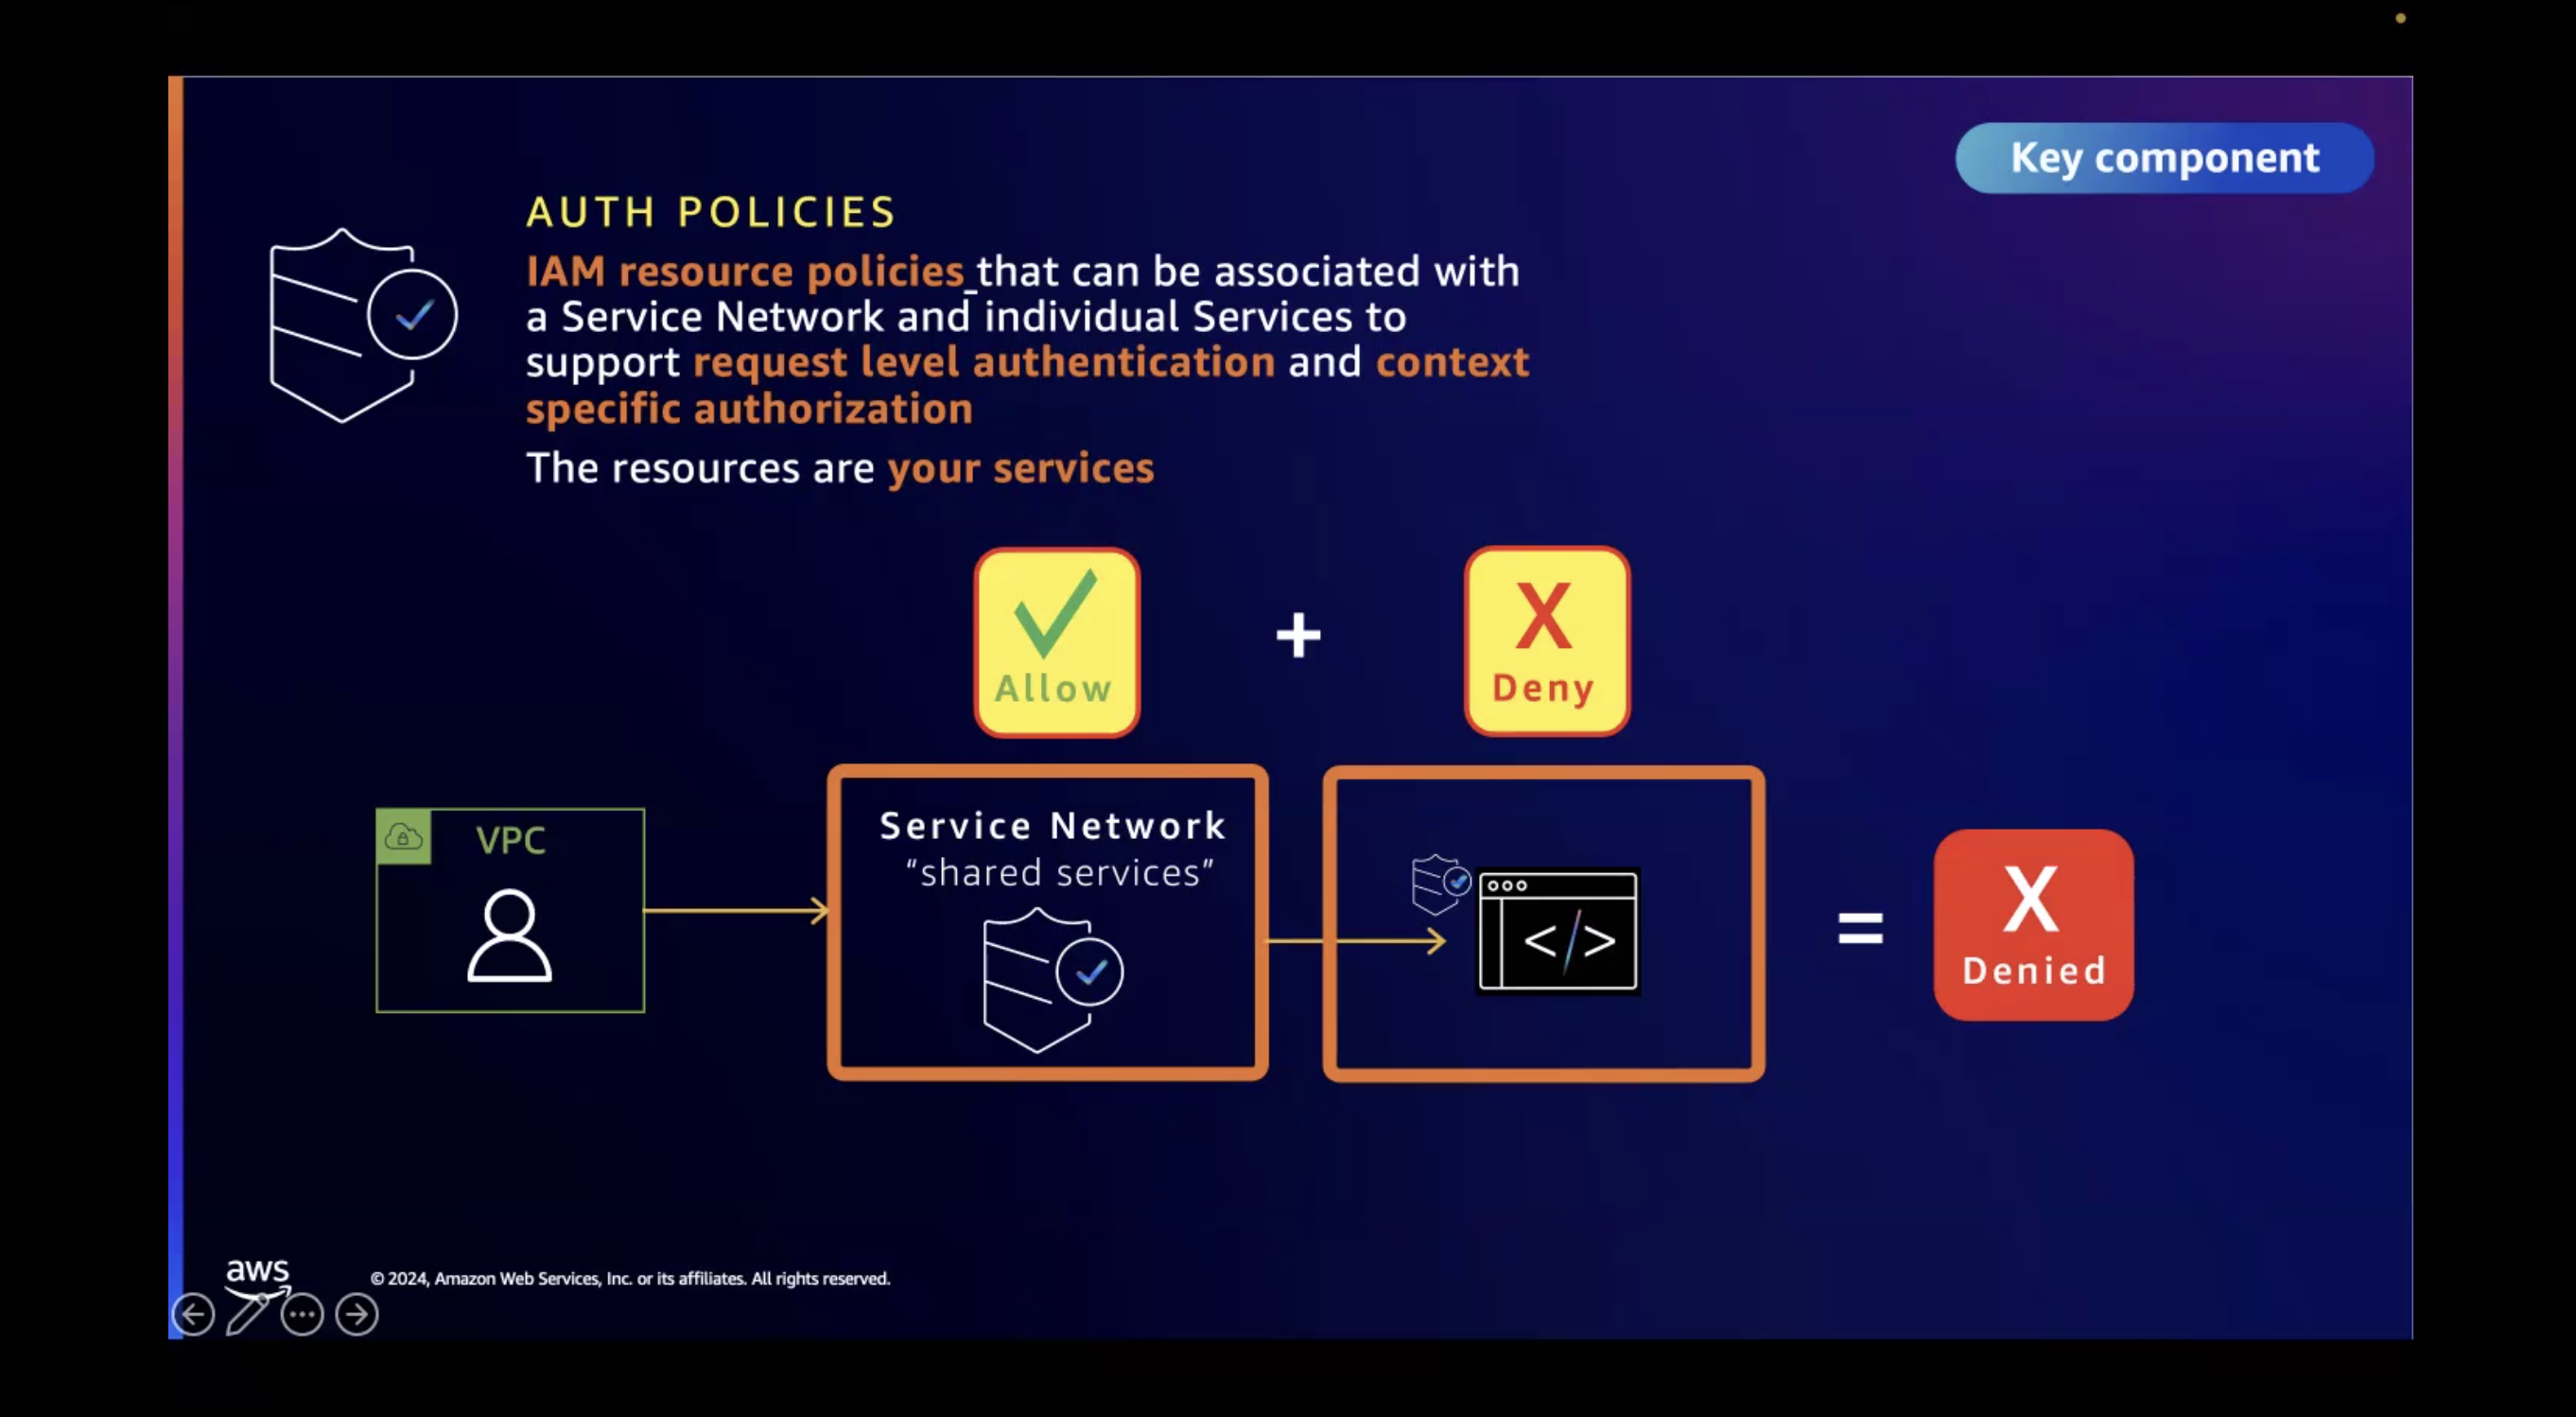 Key component
AUTH POLICIES
IAM resource policies that can be associated with
a Service Network and individual Services to
support request level authentication and context
specific authorization
The resources are your services
Allow
+
X
Deny
VPC
Service Network
“shared services”
</>
=
X
Denied
aws
© 2024, Amazon Web Services, Inc. or its affiliates. All rights reserved.